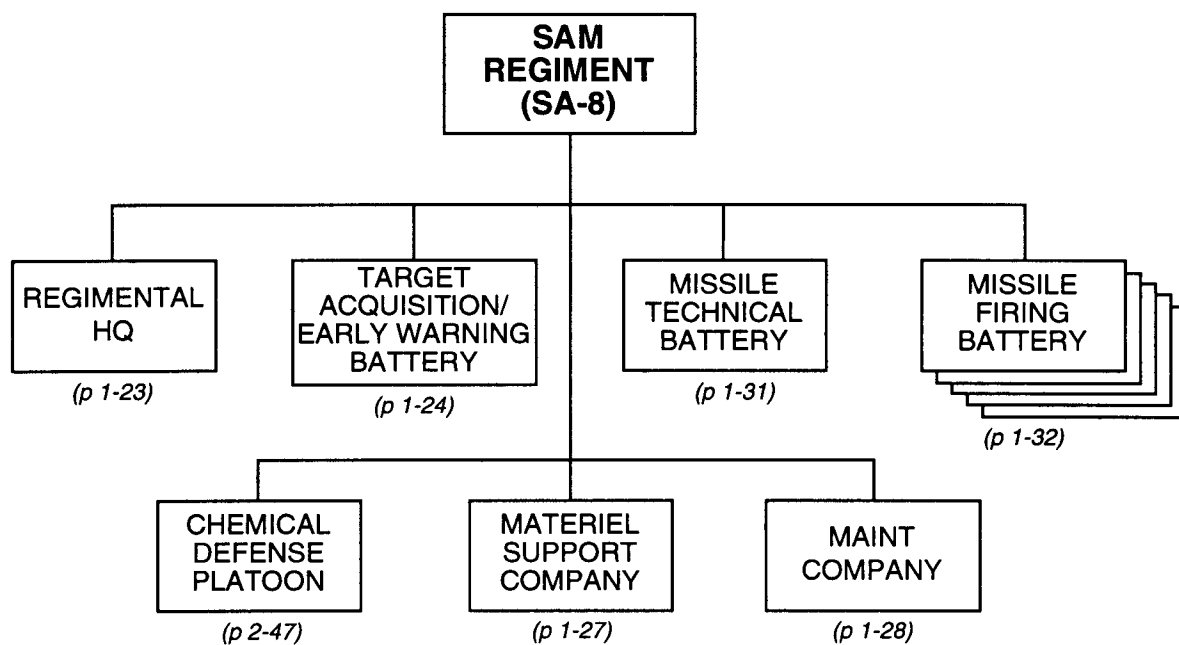 SAM
REGIMENT
(SA-8)
REGIMENTAL
HQ
(p 1-23)
TARGET
ACQUISITION/
EARLY WARNING
BATTERY
(p 1-24)
MISSILE
TECHNICAL
BATTERY
(p 1-31)
MISSILE
FIRING
BATTERY
(p 1-32)
CHEMICAL
DEFENSE
PLATOON
(p 2-47)
MATERIEL
SUPPORT
COMPANY
(p 1-27)
MAINT
COMPANY
(p 1-28)